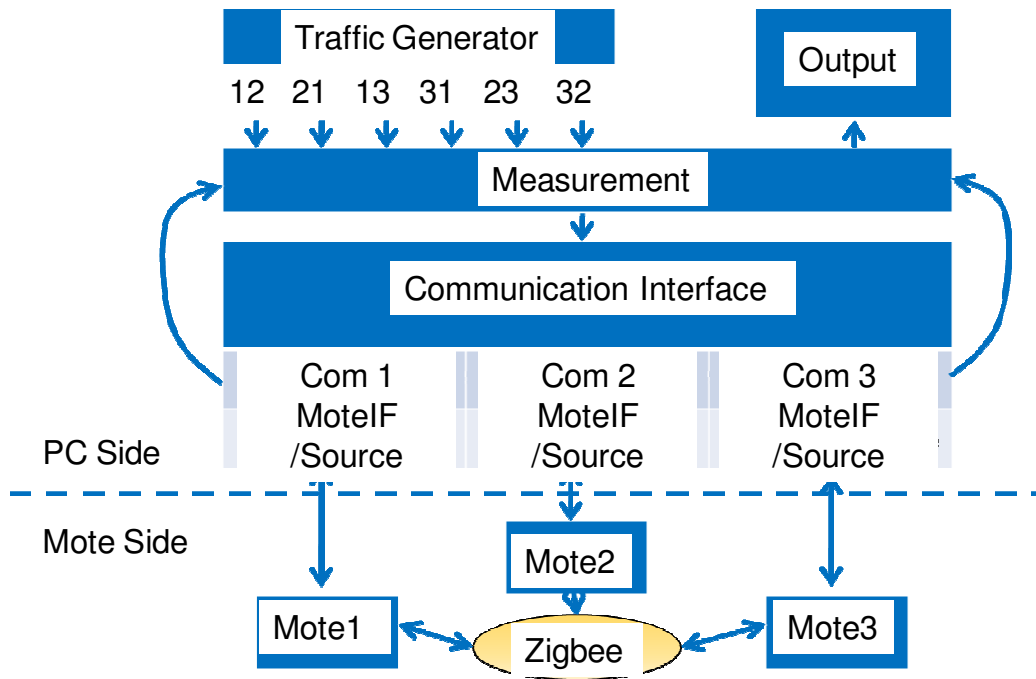 Traffic Generator
Output
12 21 13 31 23 32
Measurement
Communication Interface
Com 1
MoteIF
/Source
Com 2
MoteIF
/Source
Com 3
MoteIF
/Source
PC Side
Mote Side
Mote2
Mote1
Mote3
Zigbee